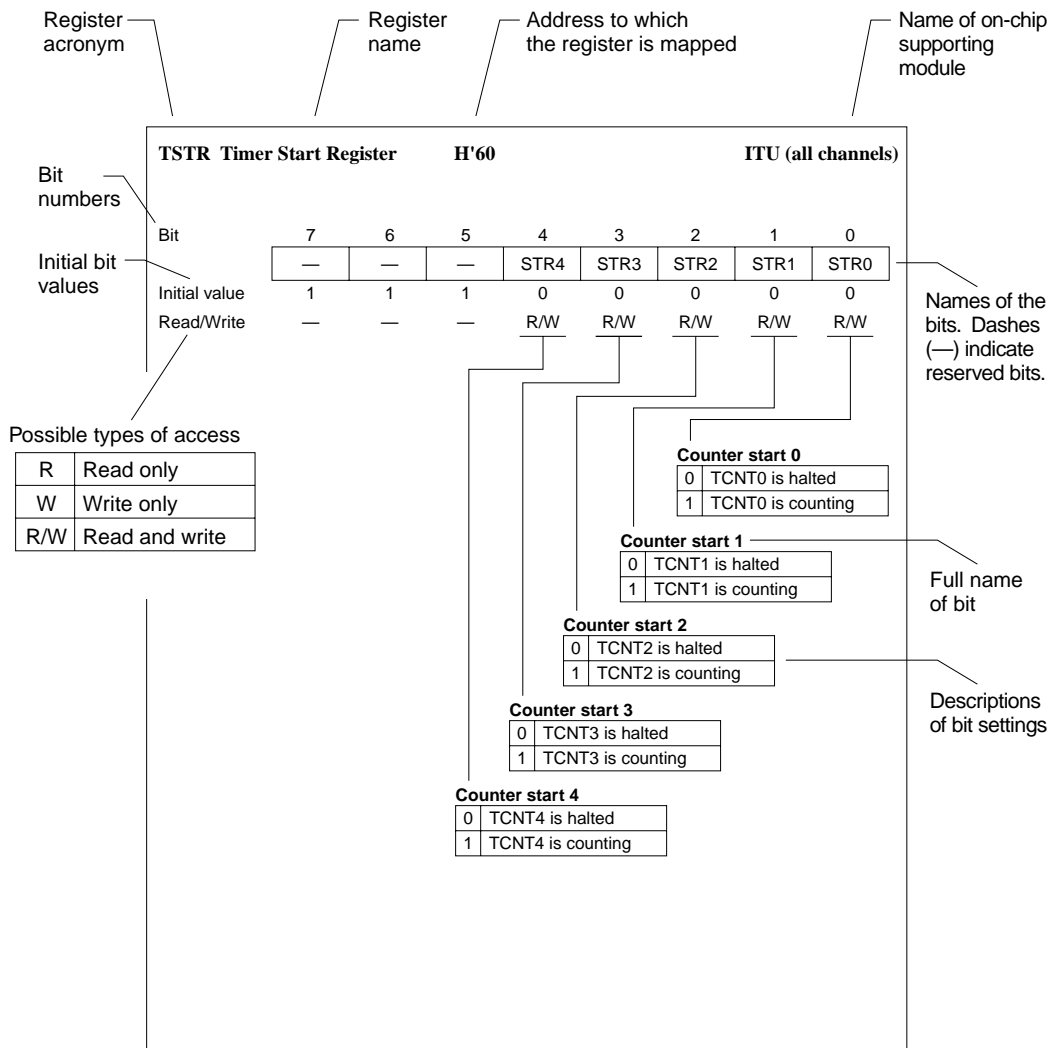 Register
acronym
Register
name
Address to which
the register is mapped
Name of on-chip
supporting
module
TSTR Timer Start Register H'60 ITU (all channels)
Bit
numbers
Bit 7 6 5 4 3 2 1 0
— — — STR4 STR3 STR2 STR1 STR0
Initial bit
values
Initial value 1 1 1 0 0 0 0 0
Read/Write — — — R/W R/W R/W R/W R/W
Names of the
bits. Dashes
(—) indicate
reserved bits.
Possible types of access
R Read only
W Write only
R/W Read and write
Counter start 0
0 TCNT0 is halted
1 TCNT0 is counting
Counter start 1
0 TCNT1 is halted
1 TCNT1 is counting
Full name
of bit
Counter start 2
0 TCNT2 is halted
1 TCNT2 is counting
Descriptions
of bit settings
Counter start 3
0 TCNT3 is halted
1 TCNT3 is counting
Counter start 4
0 TCNT4 is halted
1 TCNT4 is counting